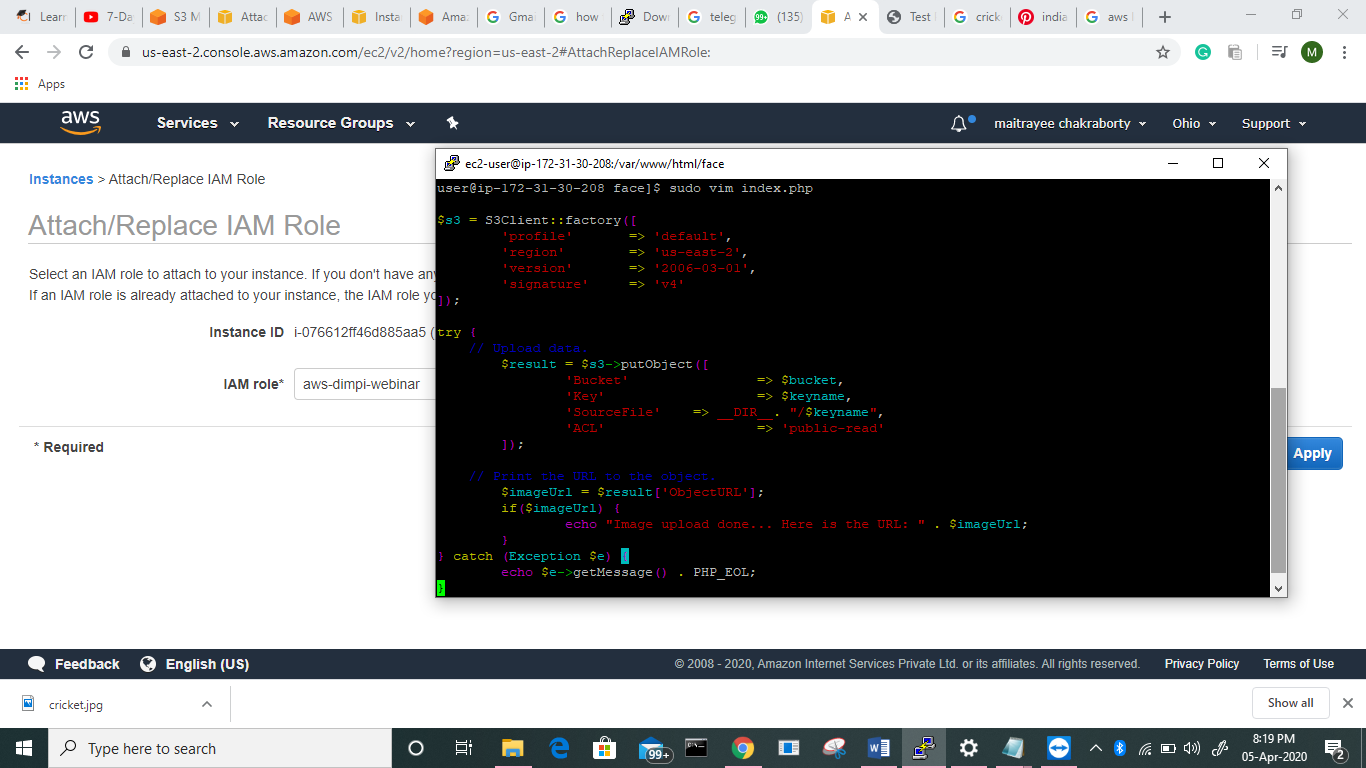 Learn
7-Da
S3 M
Attac
AWS
Insta
Amaz
Gma
how
Dow
teleg
99+
(135)
A
Test
crick
india
aws
us-east-2.console.aws.amazon.com/ec2/v2/home?region=us-east-2#AttachReplaceIAMRole:
M
Apps
aws
Services
Resource Groups
maitrayee chakraborty
Ohio
Support
Instances > Attach/Replace IAM Role
Attach/Replace IAM Role
Select an IAM role to attach to your instance. If you don't have any
If an IAM role is already attached to your instance, the IAM role yo
Instance ID i-076612ff46d885aa5 (
IAM role* aws-dimpi-webinar
* Required
Apply
ec2-user@ip-172-31-30-208:/var/www/html/face
user@ip-172-31-30-208 face]$ sudo vim index.php
$s3 = S3Client::factory([
'profile' => 'default',
'region' => 'us-east-2',
'version' => '2006-03-01',
'signature' => 'v4'
]);
try {
// Upload data.
$result = $s3->putObject([
'Bucket' => $bucket,
'Key' => $keyname,
'SourceFile' => __DIR__. "/$keyname",
'ACL' => 'public-read'
]);
// Print the URL to the object.
$imageUrl = $result['ObjectURL'];
if($imageUrl) {
echo "Image upload done... Here is the URL: " . $imageUrl;
}
} catch (Exception $e) {
echo $e->getMessage() . PHP_EOL;
}
Feedback
English (US)
© 2008 - 2020, Amazon Internet Services Private Ltd. or its affiliates. All rights reserved.
Privacy Policy
Terms of Use
cricket.jpg
Show all
Type here to search
99+
8:19 PM
05-Apr-2020
2